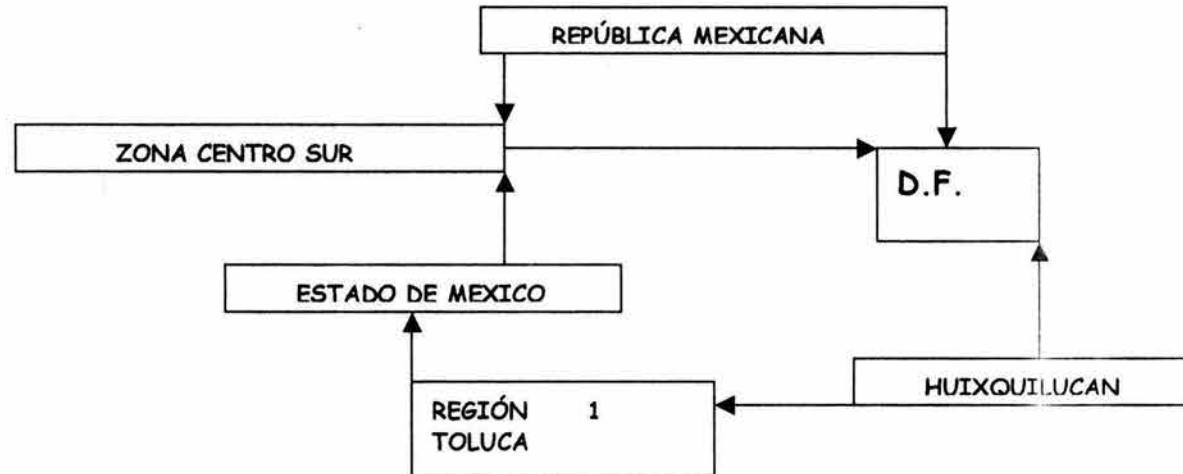 REPÚBLICA MEXICANA
ZONA CENTRO SUR
D.F.
ESTADO DE MEXICO
HUIXQUILUCAN
REGIÓN 1
TOLUCA